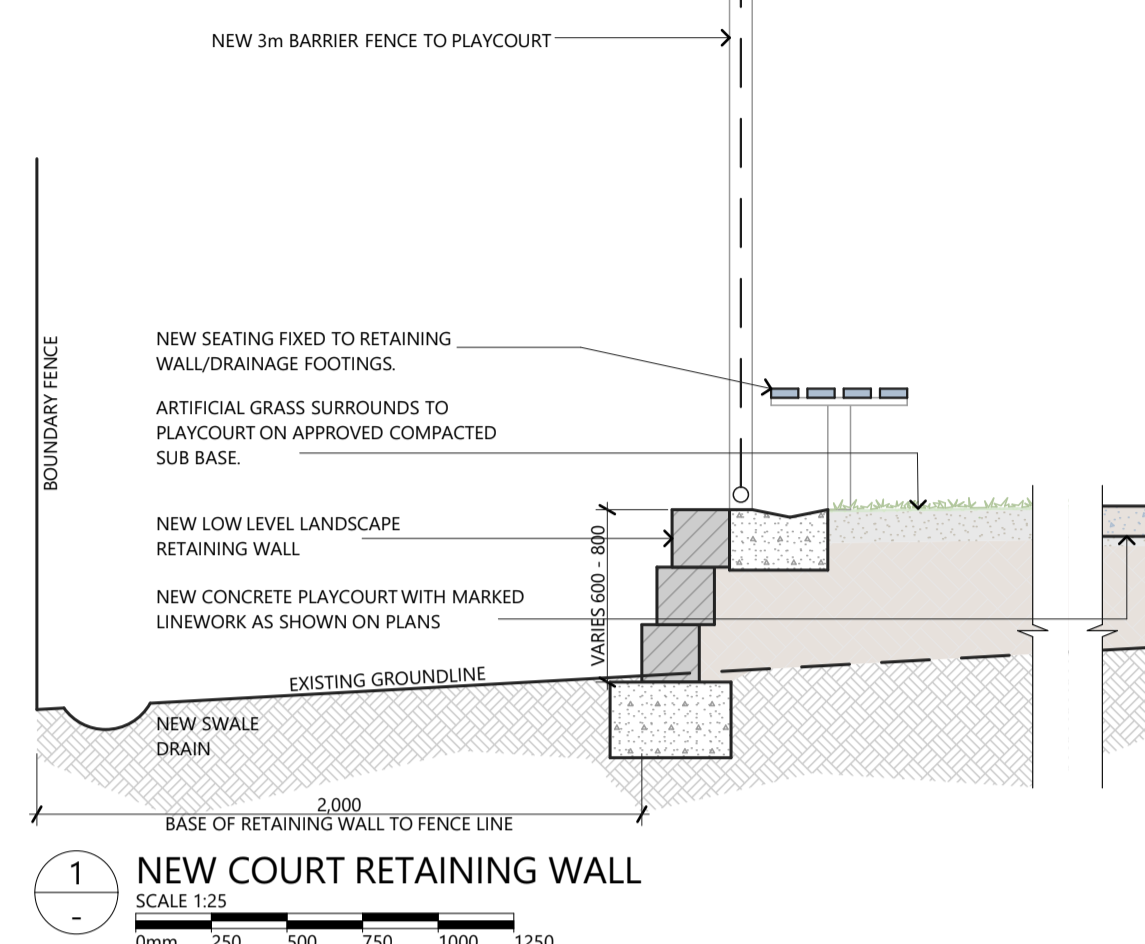 NEW 3m BARRIER FENCE TO PLAYCOURT
BOUNDARY FENCE
NEW SEATING FIXED TO RETAINING
WALL/DRAINAGE FOOTINGS.
ARTIFICIAL GRASS SURROUNDS TO
PLAYCOURT ON APPROVED COMPACTED
SUB BASE.
NEW LOW LEVEL LANDSCAPE
RETAINING WALL
VARIES 600 - 800
NEW CONCRETE PLAYCOURT WITH MARKED
LINEWORK AS SHOWN ON PLANS
EXISTING GROUNDLINE
NEW SWALE
DRAIN
2,000
BASE OF RETAINING WALL TO FENCE LINE
1
-
NEW COURT RETAINING WALL
SCALE 1:25
0mm 250 500 750 1000 1250